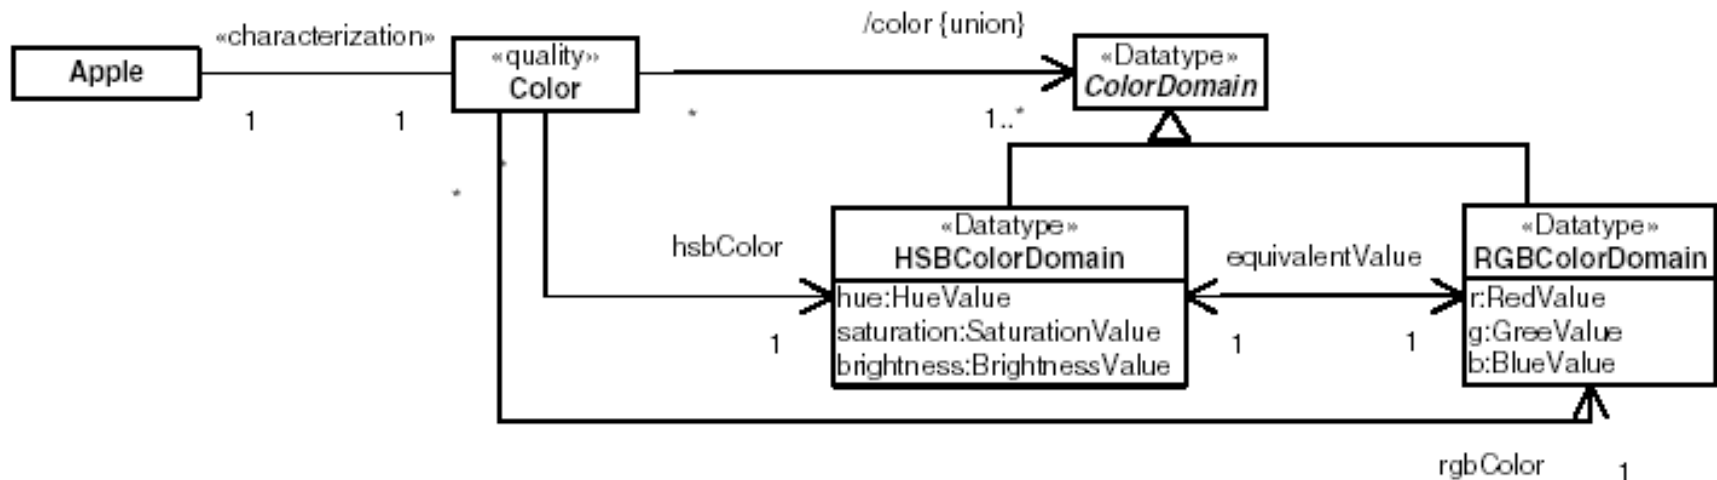 «characterization»
/color {union}
Apple
«quality»
Color
«Datatype»
ColorDomain
1
1
*
1..*
*
*
hsbColor
1
«Datatype»
HSBColorDomain
hue:HueValue
saturation:SaturationValue
brightness:BrightnessValue
equivalentValue
1
1
«Datatype»
RGBColorDomain
r:RedValue
g:GreeValue
b:BlueValue
rgbColor
1